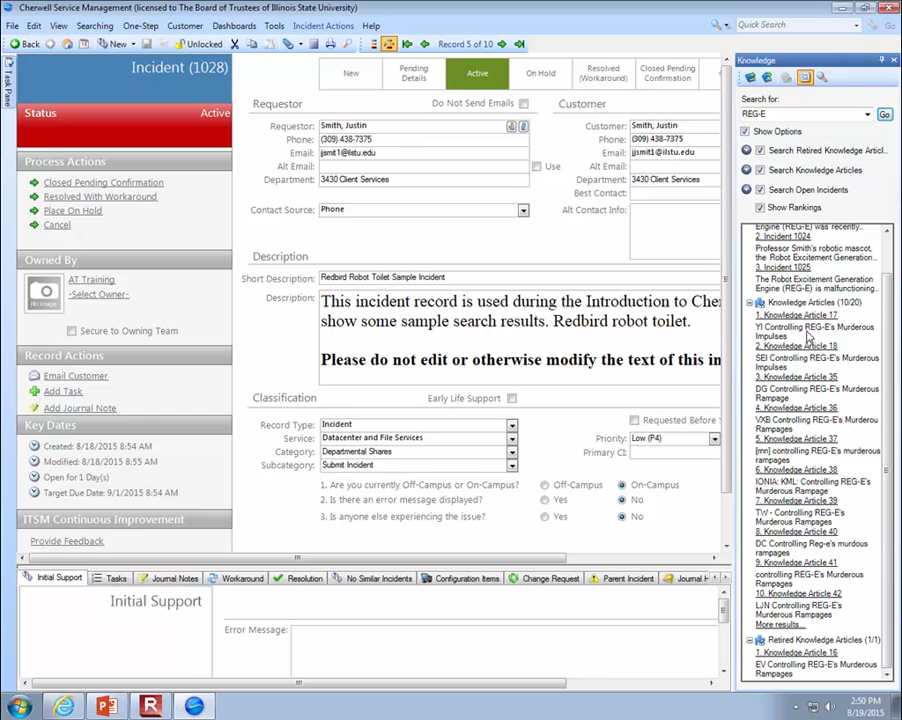 Cherwell Service Management (licensed to The Board of Trustees of Illinois State University)
File Edit View Searching One-Step Customer Dashboards Tools Incident Actions Help
Quick Search
Back New Unlocked Record 5 of 10
Task Pane
Incident (1028)
Status Active
Process Actions
Closed Pending Confirmation
Resolved With Workaround
Place On Hold
Cancel
Owned By
No Image
AT Training
-Select Owner-
Secure to Owning Team
Record Actions
Email Customer
Add Task
Add Journal Note
Key Dates
Created: 8/18/2015 8:54 AM
Modified: 8/18/2015 8:55 AM
Open for 1 Day(s)
Target Due Date: 9/1/2015 8:54 AM
ITSM Continuous Improvement
Provide Feedback
New
Pending Details
Active
On Hold
Resolved (Workaround)
Closed Pending Confirmation
Requestor
Do Not Send Emails
Requestor: Smith, Justin
Phone: (309) 438-7375
Email: jjsmit1@ilstu.edu
Alt Email: Use
Department: 3430 Client Services
Contact Source: Phone
Customer
Customer: Smith, Justin
Phone: (309) 438-7375
Email: jjsmit1@ilstu.edu
Alt Email:
Department: 3430 Client Services
Best Contact:
Alt Contact Info:
Description
Short Description: Redbird Robot Toilet Sample Incident
Description: This incident record is used during the Introduction to Che
show some sample search results. Redbird robot toilet.
Please do not edit or otherwise modify the text of this in
Classification
Early Life Support
Record Type: Incident
Service: Datacenter and File Services
Category: Departmental Shares
Subcategory: Submit Incident
Requested Before
Priority: Low (P4)
Primary CI:
1. Are you currently Off-Campus or On-Campus? Off-Campus On-Campus
2. Is there an error message displayed? Yes No
3. Is anyone else experiencing the issue? Yes No
Initial Support Tasks Journal Notes Workaround Resolution No Similar Incidents Configuration Items Change Request Parent Incident Journal H
Initial Support
Error Message:
Knowledge
Search for:
REG-E Go
Show Options
Search Retired Knowledge Articl..
Search Knowledge Articles
Search Open Incidents
Show Rankings
Engine (REG-E) was recently..
2. Incident 1024
Professor Smith's robotic mascot,
the Robot Excitement Generation..
3. Incident 1025
The Robot Excitement Generation
Engine (REG-E) is malfunctioning..
Knowledge Articles (10/20)
1. Knowledge Article 17
YI Controlling REG-E's Murderous
Impulses
2. Knowledge Article 18
SEI Controlling REG-E's Murderous
Impulses
3. Knowledge Article 35
DG Controlling REG-E's Murderous
Rampage
4. Knowledge Article 36
VXB Controlling REG-E's Murderou
Rampages
5. Knowledge Article 37
[mn] controlling REG-E's murderous
rampages
6. Knowledge Article 38
IONIA: KML: Controlling REG-E's
Murderous Rampage
7. Knowledge Article 39
TW - Controlling REG-E's Murderous
Rampages
8. Knowledge Article 40
DC Controlling Reg-e's murdous
rampages
9. Knowledge Article 41
controlling REG-E's Murderous
Rampages
10. Knowledge Article 42
LJN Controlling REG-E's Murderous
Rampages
More results...
Retired Knowledge Articles (1/1)
1. Knowledge Article 16
EV Controlling REG-E's Murderous
Rampages
2:50 PM
8/19/2015